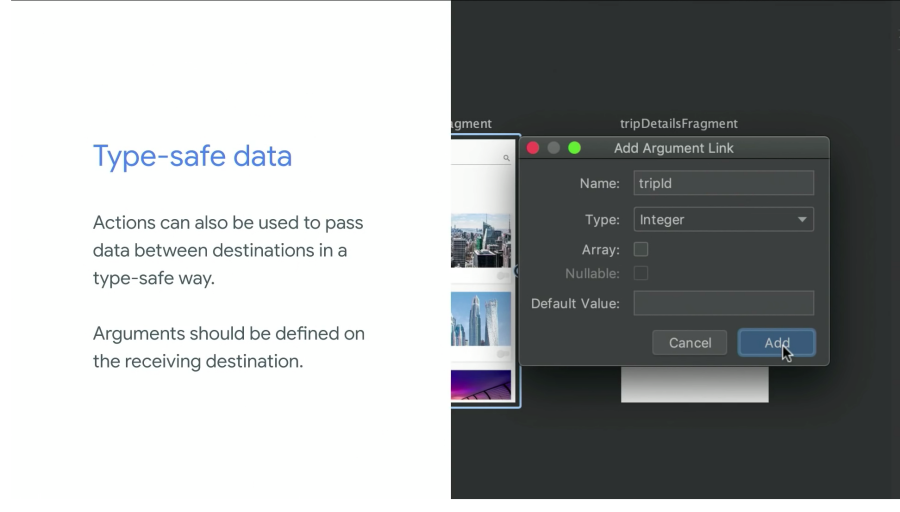 Type-safe data
Actions can also be used to pass
data between destinations in a
type-safe way.
Arguments should be defined on
the receiving destination.
agment
tripDetailsFragment
Add Argument Link
Name: tripId
Type: Integer
Array:
Nullable:
Default Value:
Cancel Add